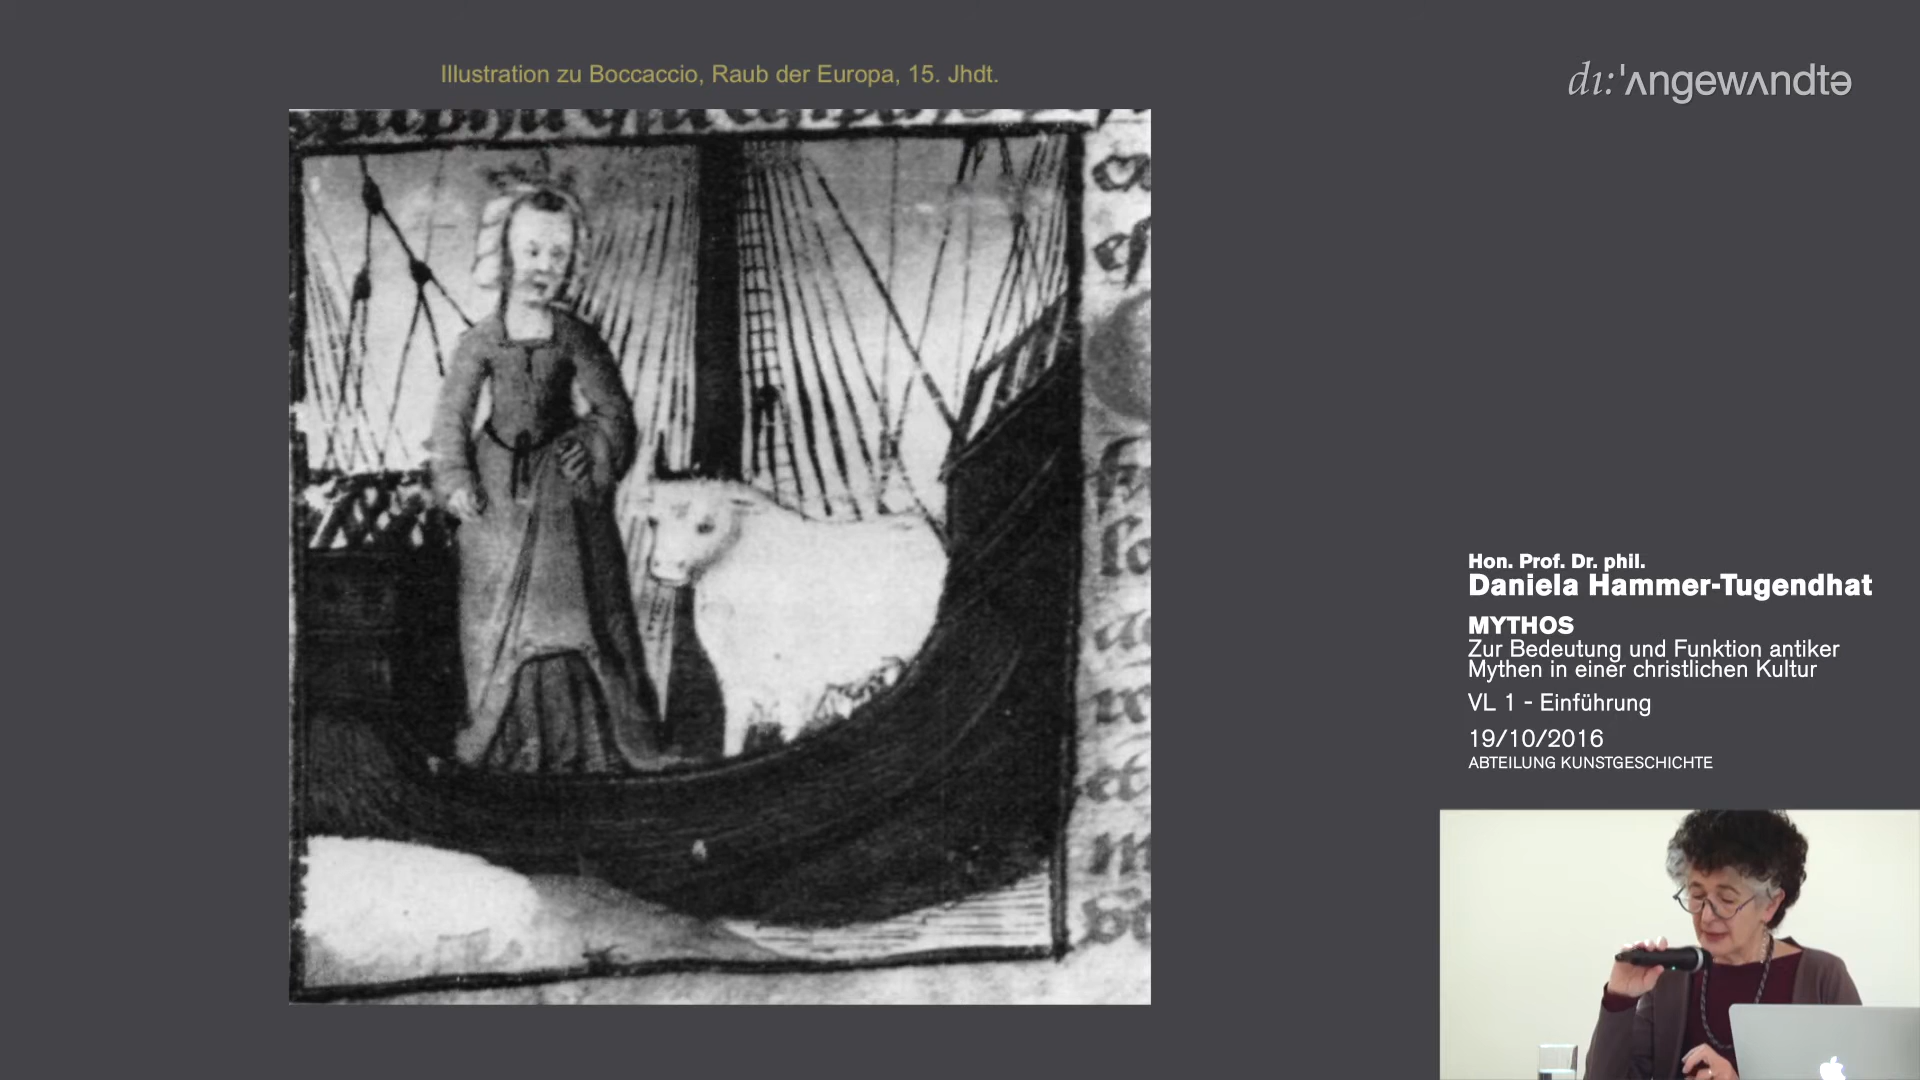 Illustration zu Boccaccio, Raub der Europa, 15. Jhdt.
dı:'ʌngewʌndtə
Hon. Prof. Dr. phil.
Daniela Hammer-Tugendhat
MYTHOS
Zur Bedeutung und Funktion antiker
Mythen in einer christlichen Kultur
VL 1 - Einführung
19/10/2016
ABTEILUNG KUNSTGESCHICHTE